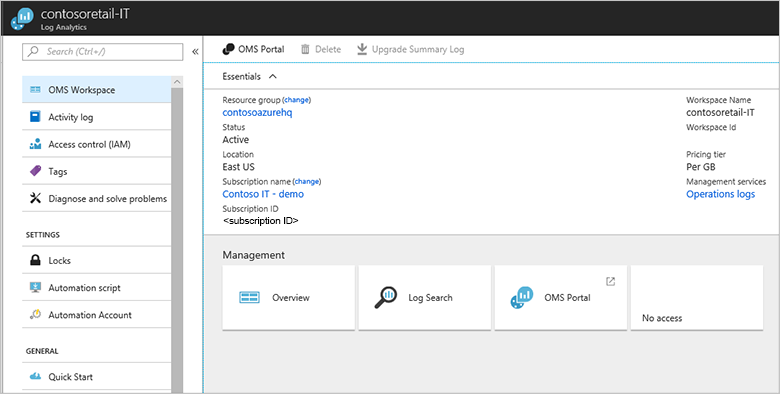 contosoretail-IT
Log Analytics
Search (Ctrl+/)
«
OMS Workspace
Activity log
Access control (IAM)
Tags
Diagnose and solve problems
SETTINGS
Locks
Automation script
Automation Account
GENERAL
Quick Start
OMS Portal Delete Upgrade Summary Log
Essentials
Resource group (change)
contosoazurehq
Status
Active
Location
East US
Subscription name (change)
Contoso IT - demo
Subscription ID
<subscription ID>
Workspace Name
contosoretail-IT
Workspace Id
Pricing tier
Per GB
Management services
Operations logs
Management
Overview
Log Search
OMS Portal
No access